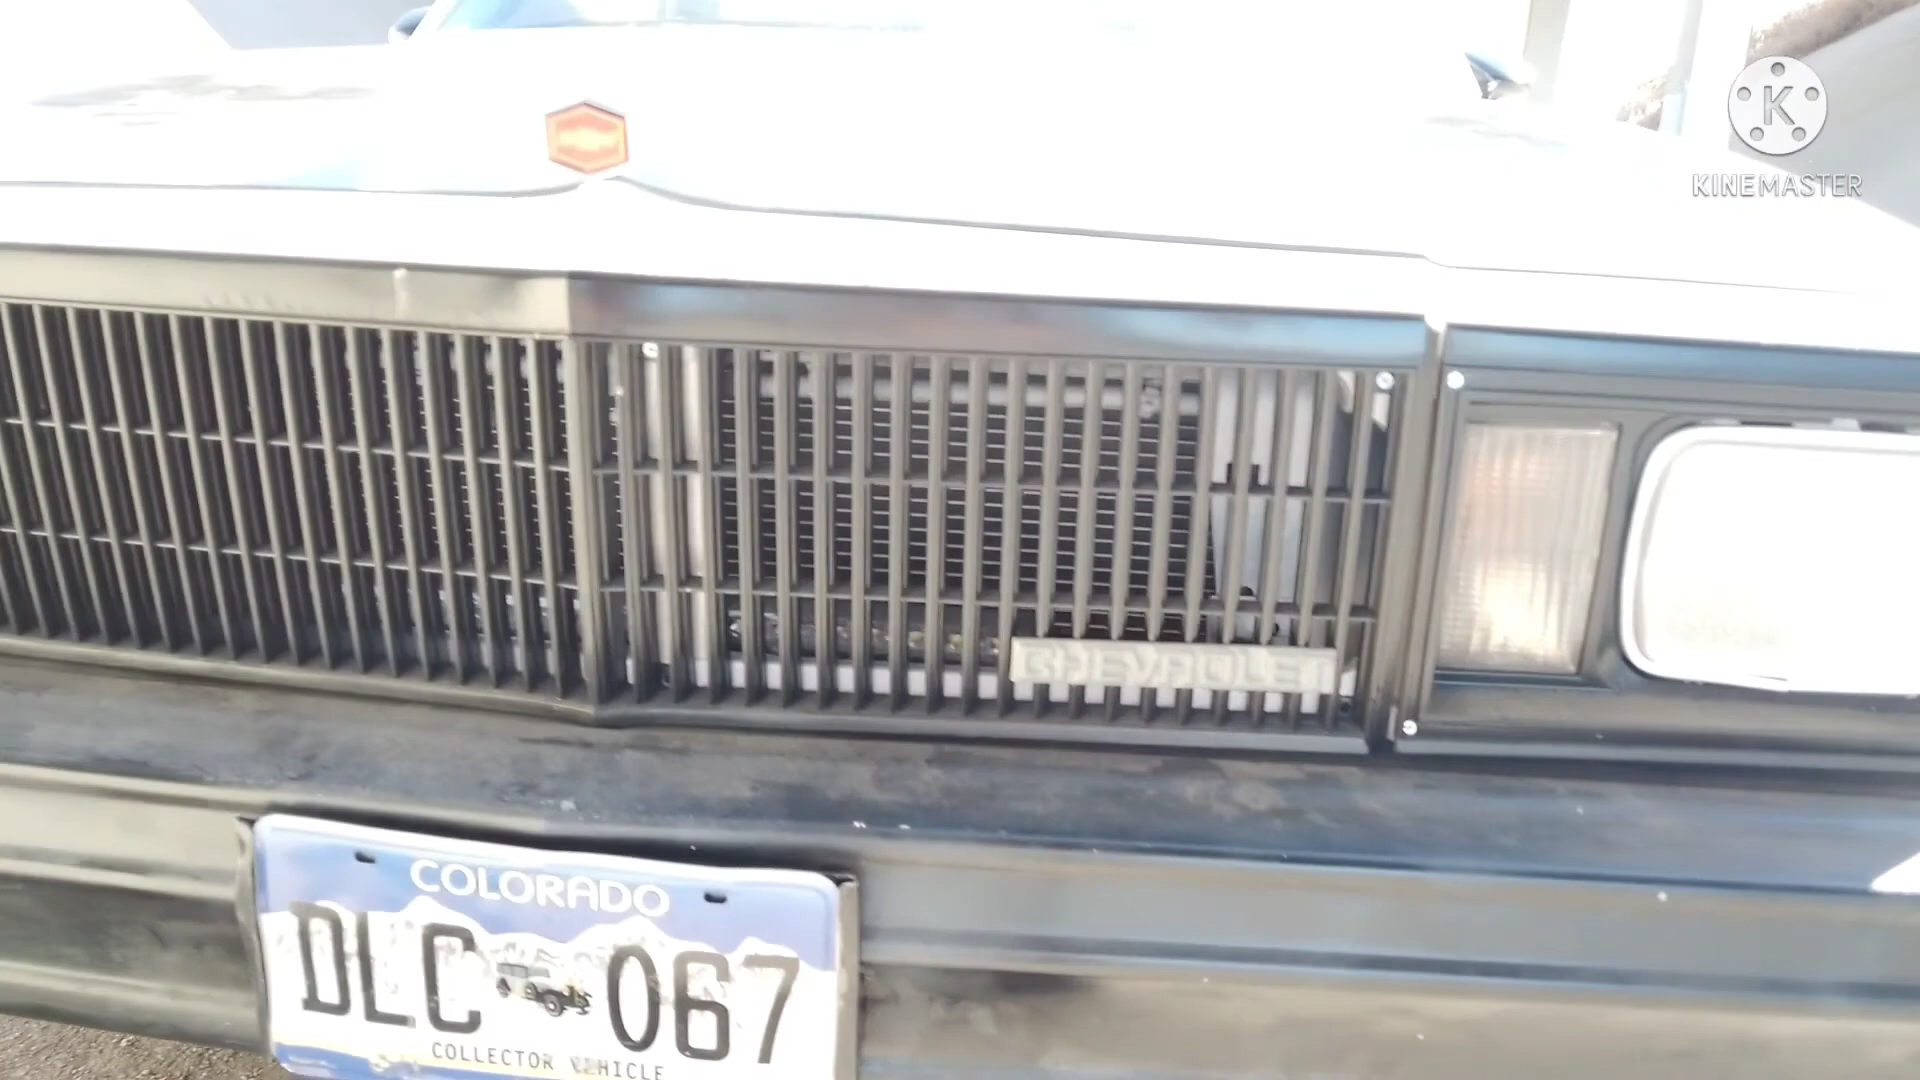 KINEMASTER
CHEVROLET
COLORADO
DLC 067
COLLECTOR VEHICLE